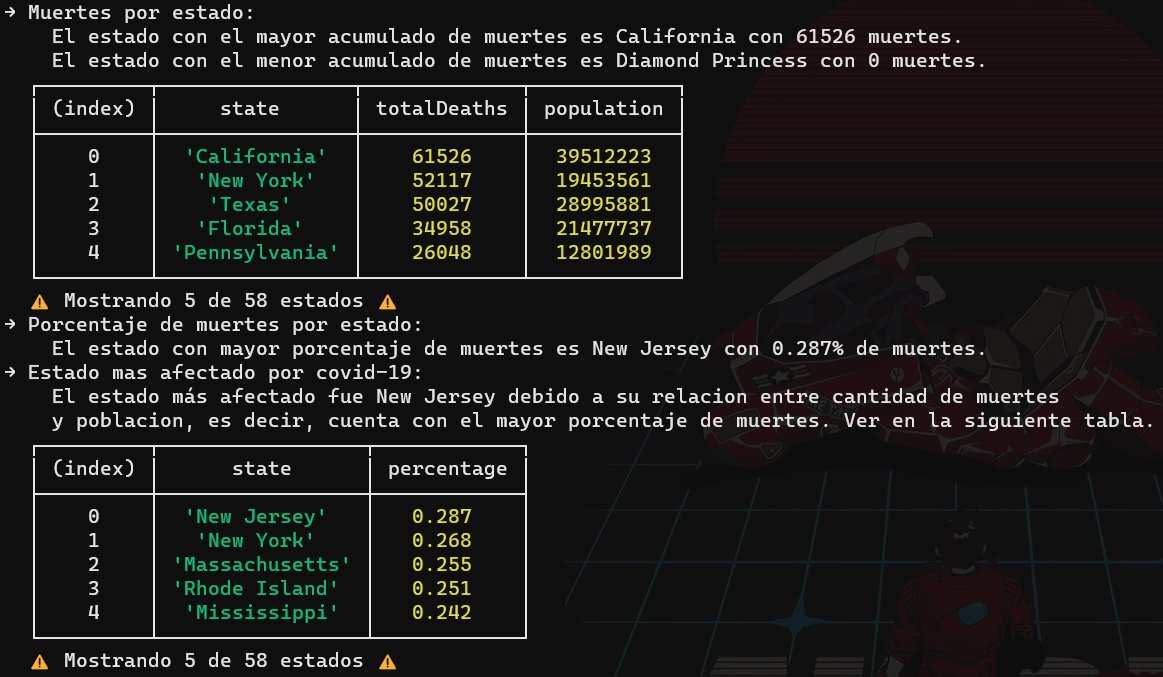 → Muertes por estado:
El estado con el mayor acumulado de muertes es California con 61526 muertes.
El estado con el menor acumulado de muertes es Diamond Princess con 0 muertes.
(index) state totalDeaths population
0 'California' 61526 39512223
1 'New York' 52117 19453561
2 'Texas' 50027 28995881
3 'Florida' 34958 21477737
4 'Pennsylvania' 26048 12801989
⚠ Mostrando 5 de 58 estados ⚠
→ Porcentaje de muertes por estado:
El estado con mayor porcentaje de muertes es New Jersey con 0.287% de muertes.
→ Estado mas afectado por covid-19:
El estado más afectado fue New Jersey debido a su relacion entre cantidad de muertes
y poblacion, es decir, cuenta con el mayor porcentaje de muertes. Ver en la siguiente tabla.
(index) state percentage
0 'New Jersey' 0.287
1 'New York' 0.268
2 'Massachusetts' 0.255
3 'Rhode Island' 0.251
4 'Mississippi' 0.242
⚠ Mostrando 5 de 58 estados ⚠